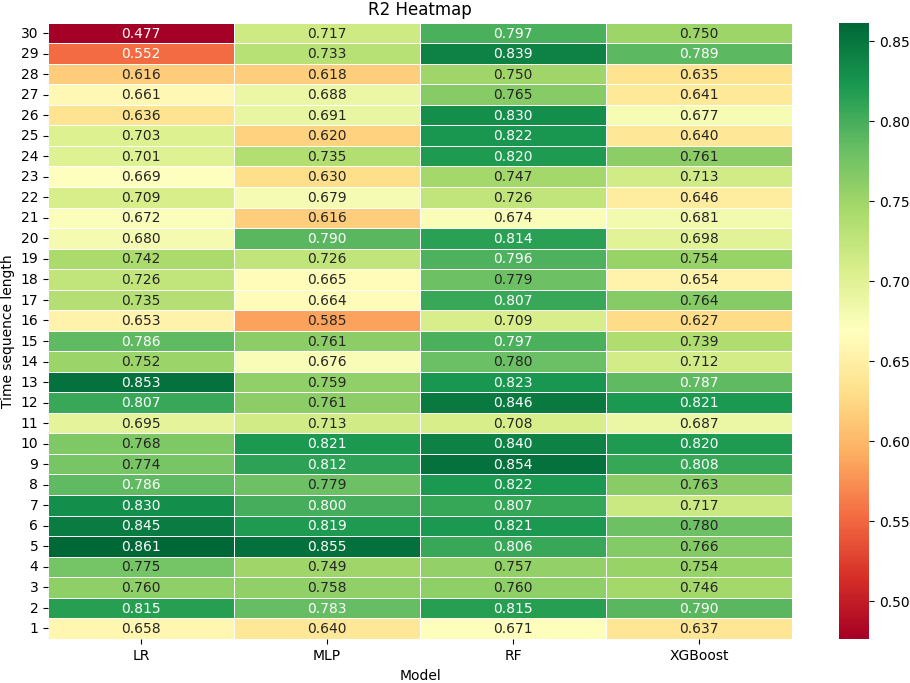 R2 Heatmap
30 0.477 0.717 0.797 0.750
29 0.552 0.733 0.839 0.789
28 0.616 0.618 0.750 0.635
27 0.661 0.688 0.765 0.641
26 0.636 0.691 0.830 0.677
25 0.703 0.620 0.822 0.640
24 0.701 0.735 0.820 0.761
23 0.669 0.630 0.747 0.713
22 0.709 0.679 0.726 0.646
21 0.672 0.616 0.674 0.681
20 0.680 0.790 0.814 0.698
19 0.742 0.726 0.796 0.754
18 0.726 0.665 0.779 0.654
17 0.735 0.664 0.807 0.764
16 0.653 0.585 0.709 0.627
15 0.786 0.761 0.797 0.739
14 0.752 0.676 0.780 0.712
13 0.853 0.759 0.823 0.787
12 0.807 0.761 0.846 0.821
11 0.695 0.713 0.708 0.687
10 0.768 0.821 0.840 0.820
9 0.774 0.812 0.854 0.808
8 0.786 0.779 0.822 0.763
7 0.830 0.800 0.807 0.717
6 0.845 0.819 0.821 0.780
5 0.861 0.855 0.806 0.766
4 0.775 0.749 0.757 0.754
3 0.760 0.758 0.760 0.746
2 0.815 0.783 0.815 0.790
1 0.658 0.640 0.671 0.637
LR MLP RF XGBoost
Model
Time sequence length
0.85
0.80
0.75
0.70
0.65
0.60
0.55
0.50